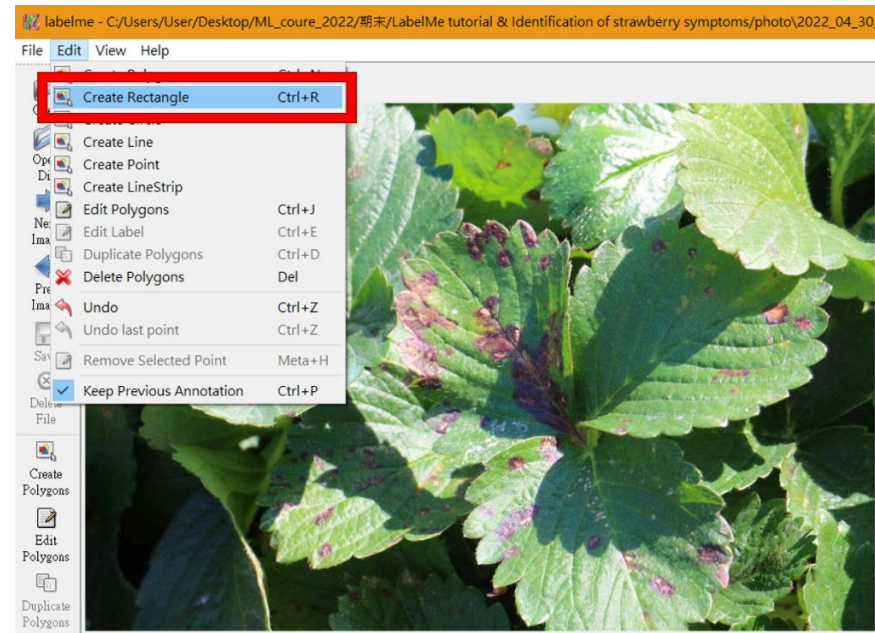 labelme - C:/Users/User/Desktop/ML_coure_2022/期末/LabelMe tutorial & Identification of strawberry symptoms/photo\2022_04_30
File Edit View Help
Create Rectangle Ctrl+R
Create Line
Create Point
Create LineStrip
Edit Polygons Ctrl+J
Edit Label Ctrl+E
Duplicate Polygons Ctrl+D
Delete Polygons Del
Undo Ctrl+Z
Undo last point Ctrl+Z
Remove Selected Point Meta+H
Keep Previous Annotation Ctrl+P
File
Create
Polygons
Edit
Polygons
Duplicate
Polygons